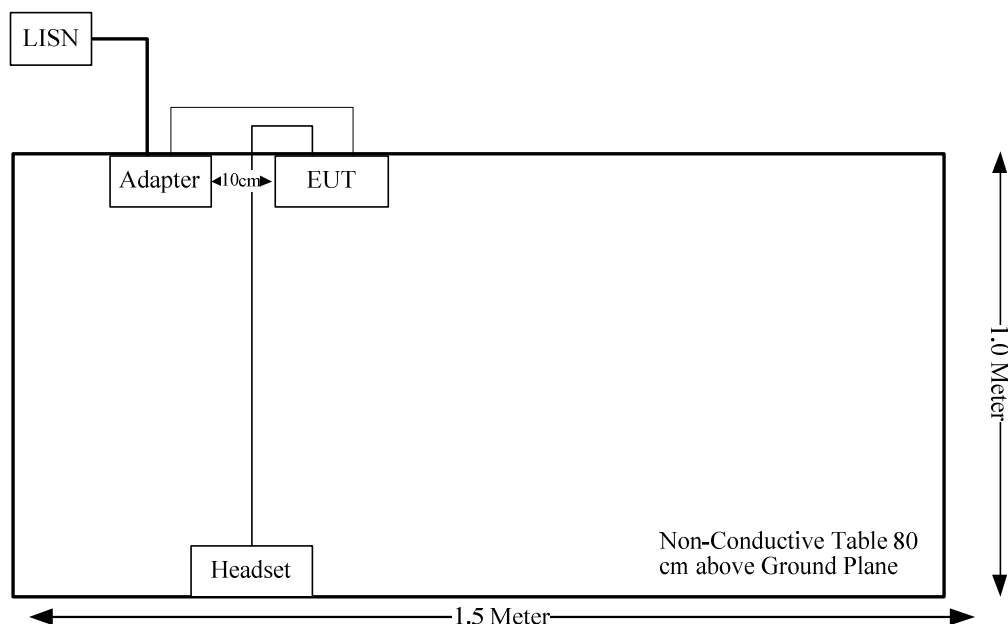 LISN
Adapter
10cm
EUT
1.0 Meter
Headset
Non-Conductive Table 80
cm above Ground Plane
1.5 Meter